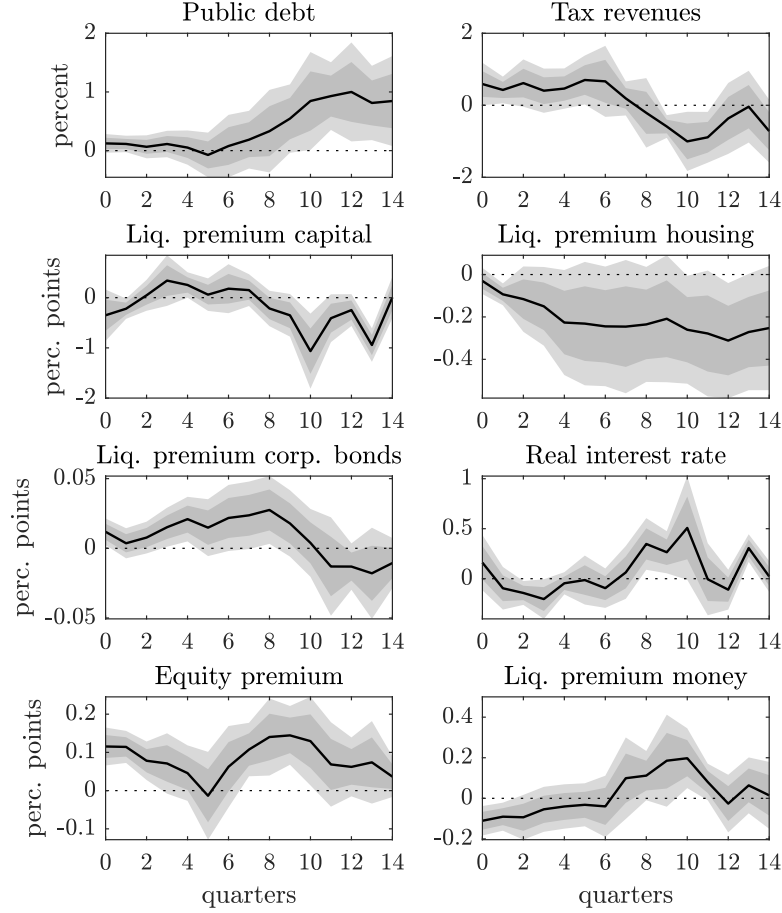 Public debt
percent
2
1
0
0 2 4 6 8 10 12 14
Tax revenues
2
0
-2
0 2 4 6 8 10 12 14
Liq. premium capital
perc. points
0
-1
-2
0 2 4 6 8 10 12 14
Liq. premium housing
0
-0.2
-0.4
0 2 4 6 8 10 12 14
Liq. premium corp. bonds
perc. points
0.05
0
-0.05
0 2 4 6 8 10 12 14
Real interest rate
1
0.5
0
0 2 4 6 8 10 12 14
Equity premium
perc. points
0.2
0.1
0
-0.1
0 2 4 6 8 10 12 14
quarters
Liq. premium money
0.4
0.2
0
-0.2
0 2 4 6 8 10 12 14
quarters